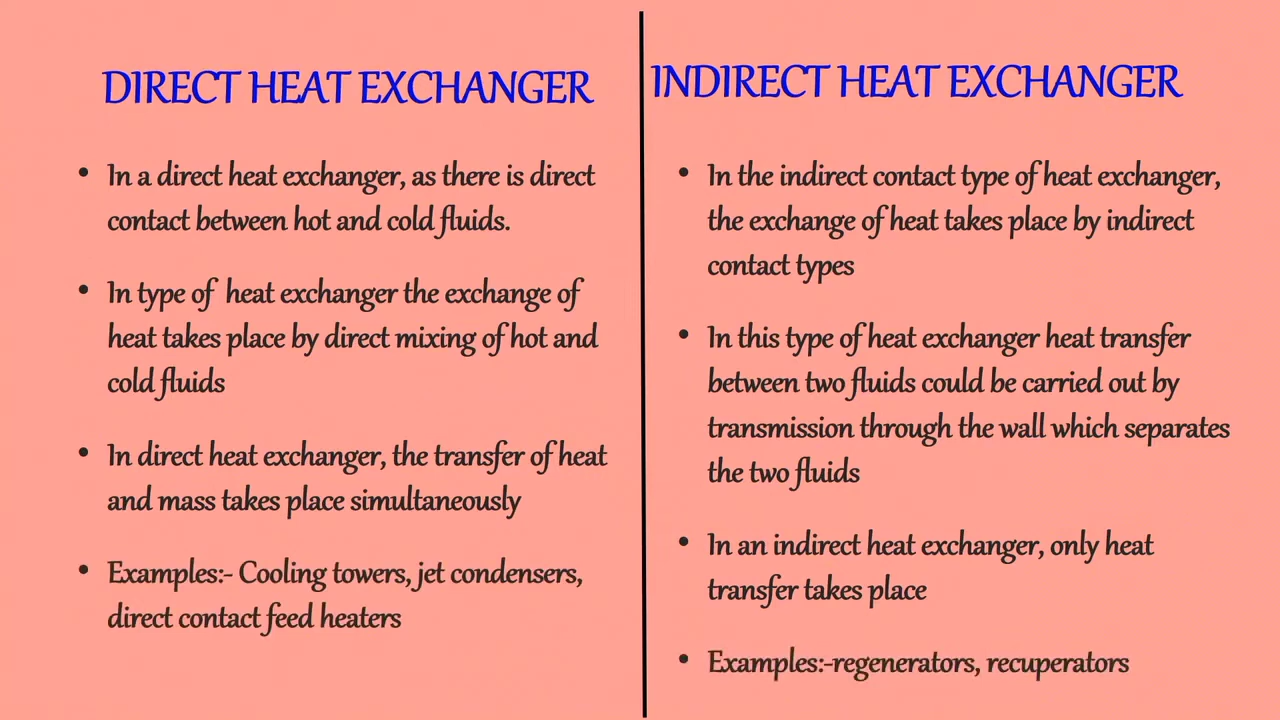 DIRECT HEAT EXCHANGER
• In a direct heat exchanger, as there is direct
contact between hot and cold fluids.
• In type of heat exchanger the exchange of
heat takes place by direct mixing of hot and
cold fluids
• In direct heat exchanger, the transfer of heat
and mass takes place simultaneously
• Examples:- Cooling towers, jet condensers,
direct contact feed heaters
INDIRECT HEAT EXCHANGER
• In the indirect contact type of heat exchanger,
the exchange of heat takes place by indirect
contact types
• In this type of heat exchanger heat transfer
between two fluids could be carried out by
transmission through the wall which separates
the two fluids
• In an indirect heat exchanger, only heat
transfer takes place
• Examples:-regenerators, recuperators